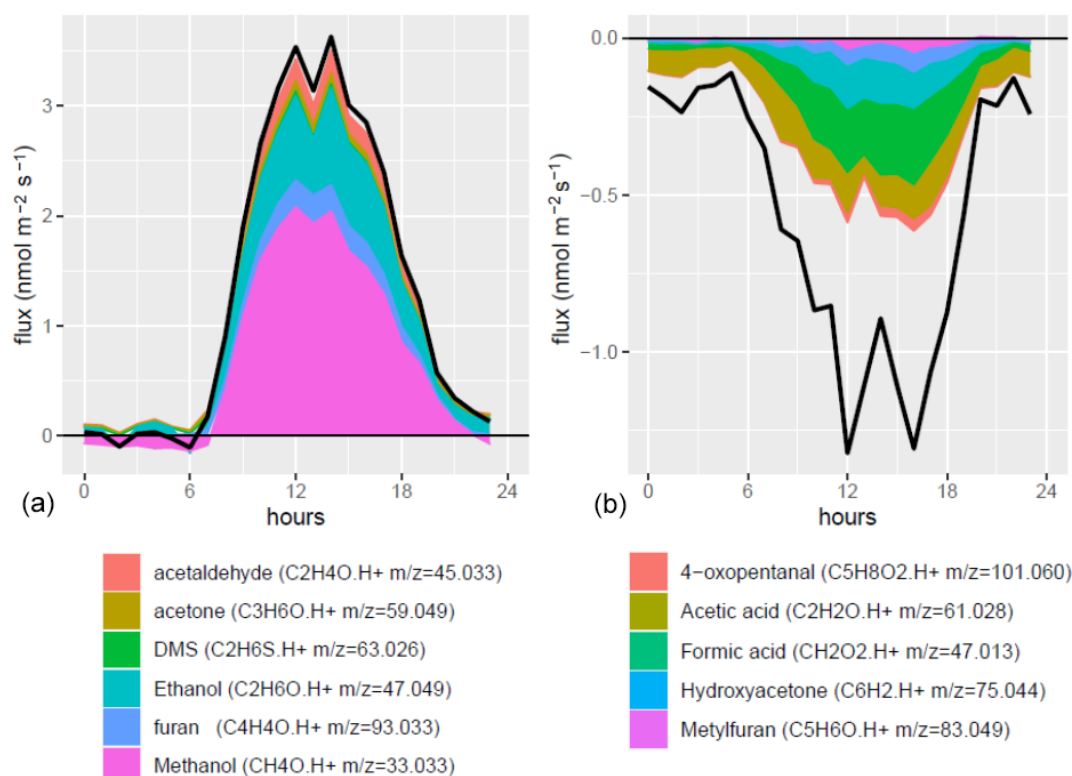 flux (nmol m−2 s−1)
3
2
1
0
0
6
12
18
24
hours
(a)
flux (nmol m−2 s−1)
0.0
−0.5
−1.0
0
6
12
18
24
hours
(b)
acetaldehyde (C2H4O.H+ m/z=45.033)
acetone (C3H6O.H+ m/z=59.049)
DMS (C2H6S.H+ m/z=63.026)
Ethanol (C2H6O.H+ m/z=47.049)
furan (C4H4O.H+ m/z=93.033)
Methanol (CH4O.H+ m/z=33.033)
4−oxopentanal (C5H8O2.H+ m/z=101.060)
Acetic acid (C2H2O.H+ m/z=61.028)
Formic acid (CH2O2.H+ m/z=47.013)
Hydroxyacetone (C6H2.H+ m/z=75.044)
Metylfuran (C5H6O.H+ m/z=83.049)